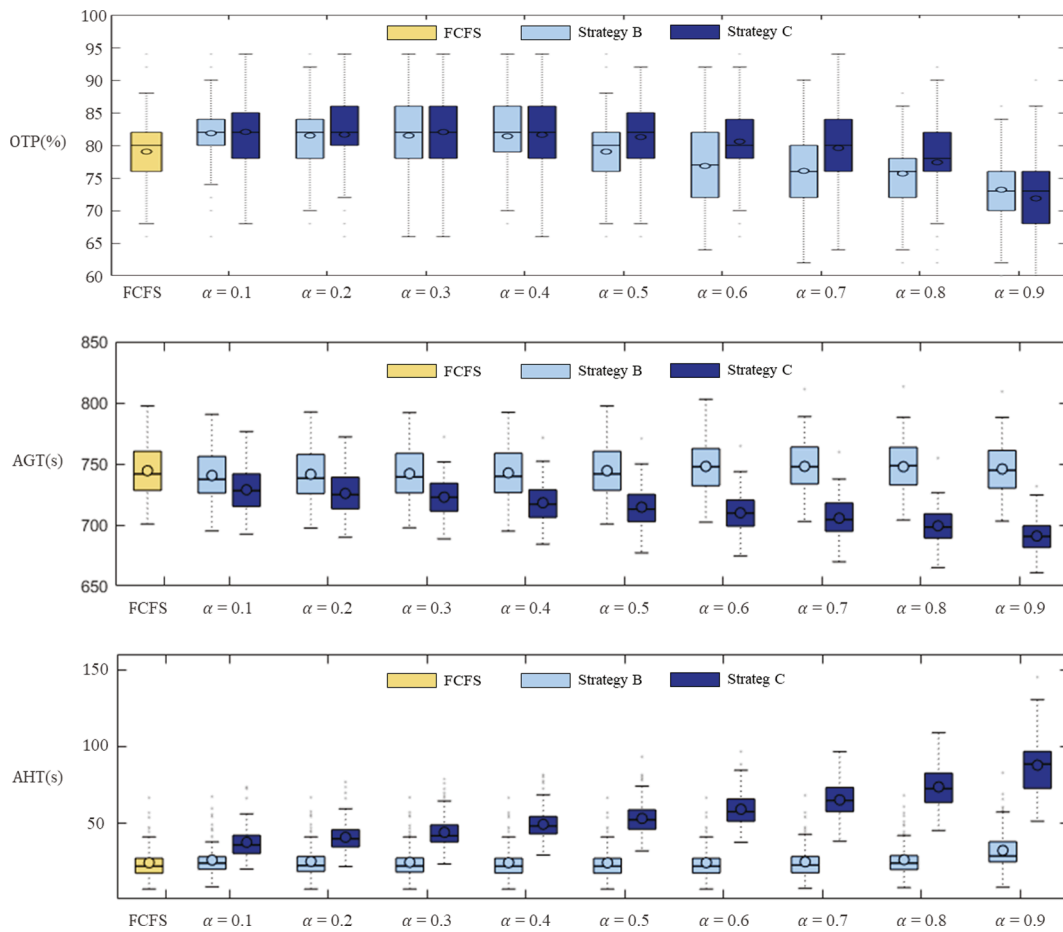 FCFS Strategy B Strategy C
100
95
90
85
OTP(%) 80
75
70
65
60
FCFS α = 0.1 α = 0.2 α = 0.3 α = 0.4 α = 0.5 α = 0.6 α = 0.7 α = 0.8 α = 0.9
850
FCFS Strategy B Strategy C
800
AGT(s) 750
700
650
FCFS α = 0.1 α = 0.2 α = 0.3 α = 0.4 α = 0.5 α = 0.6 α = 0.7 α = 0.8 α = 0.9
150
FCFS Strategy B Strateg C
100
AHT(s)
50
FCFS α = 0.1 α = 0.2 α = 0.3 α = 0.4 α = 0.5 α = 0.6 α = 0.7 α = 0.8 α = 0.9